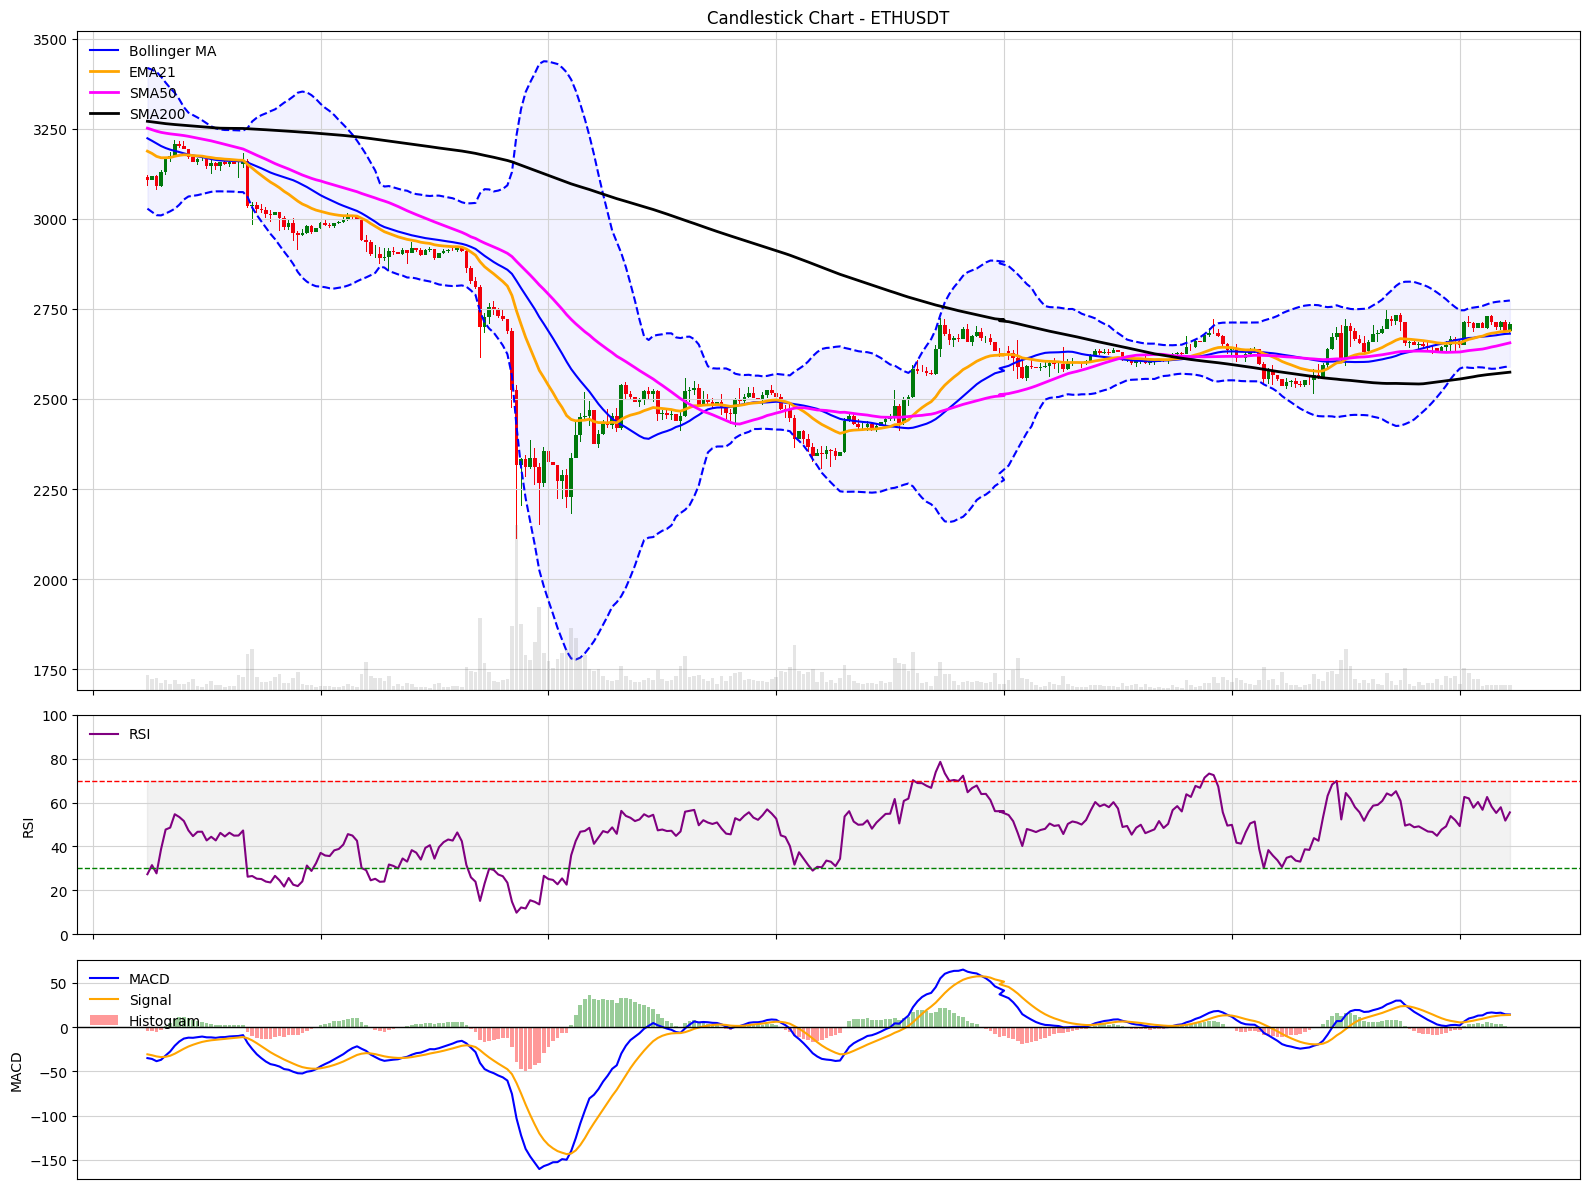 Candlestick Chart - ETHUSDT
Bollinger MA
EMA21
SMA50
SMA200
3500
3250
3000
2750
2500
2250
2000
1750
RSI
RSI
100
80
60
40
20
0
MACD
Signal
Histogram
MACD
50
0
−50
−100
−150